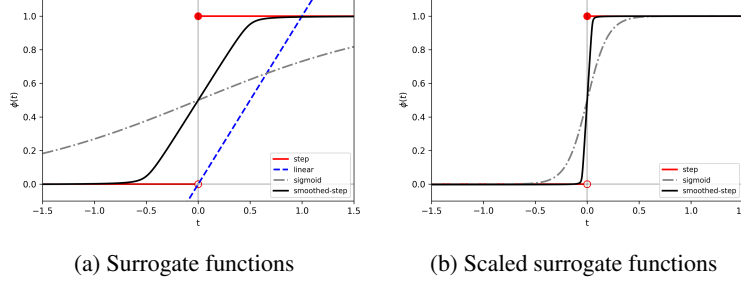 1.0
0.8
0.6
0.4
0.2
0.0
ϕ(t)
−1.5 −1.0 −0.5 0.0 0.5 1.0 1.5
t
step
linear
sigmoid
smoothed-step
(a) Surrogate functions
1.0
0.8
0.6
0.4
0.2
0.0
ϕ(t)
−1.5 −1.0 −0.5 0.0 0.5 1.0 1.5
t
step
sigmoid
smoothed-step
(b) Scaled surrogate functions